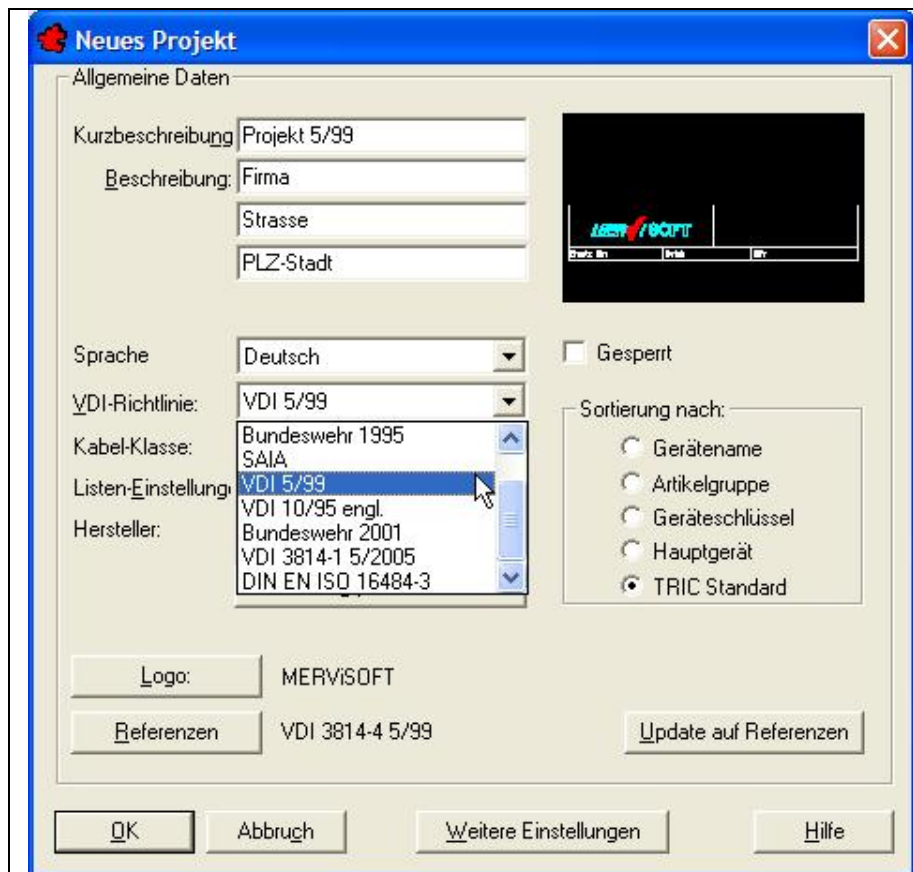 Neues Projekt
Allgemeine Daten
Kurzbeschreibung Projekt 5/99
Beschreibung: Firma
Strasse
PLZ-Stadt
Sprache Deutsch
Gesperrt
VDI-Richtlinie: VDI 5/99
Kabel-Klasse:
Listen-Einstellung
Hersteller:
Bundeswehr 1995
SAIA
VDI 5/99
VDI 10/95 engl.
Bundeswehr 2001
VDI 3814-1 5/2005
DIN EN ISO 16484-3
Sortierung nach:
Gerätename
Artikelgruppe
Geräteschlüssel
Hauptgerät
TRIC Standard
Logo: MERViSOFT
Referenzen VDI 3814-4 5/99 Update auf Referenzen
OK Abbruch Weitere Einstellungen Hilfe